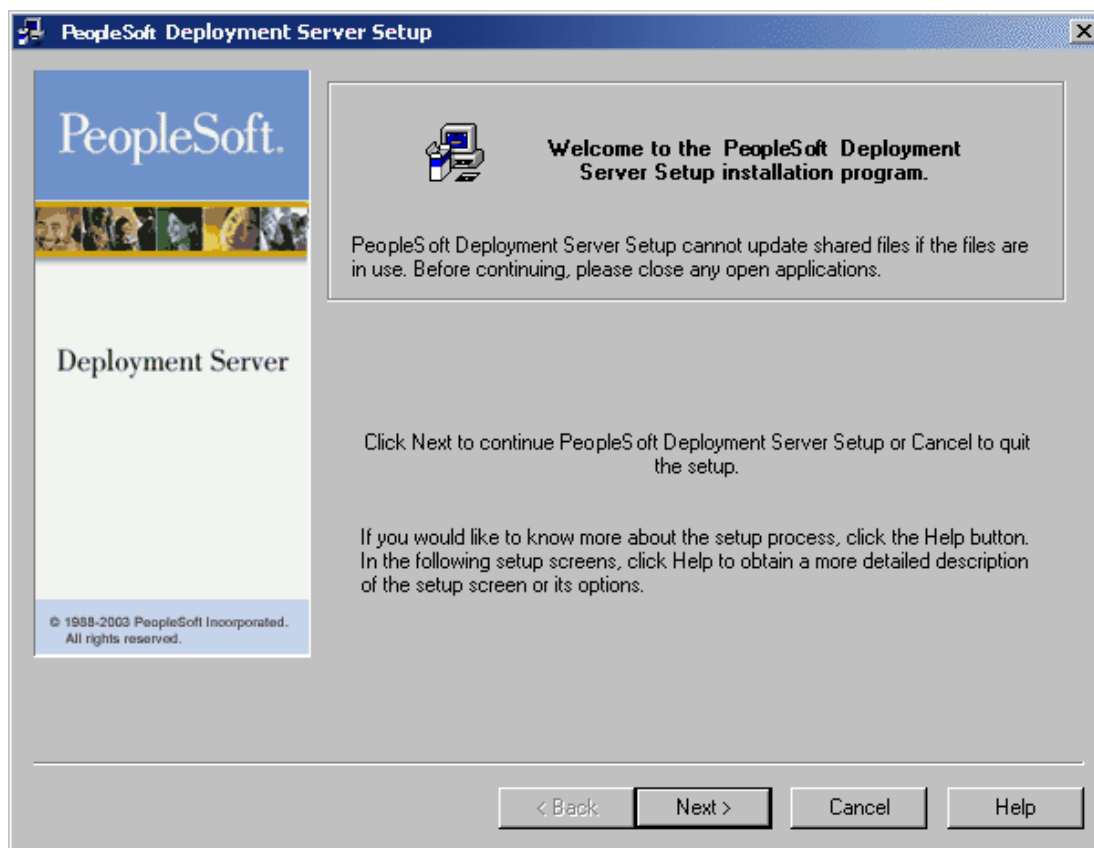 PeopleSoft Deployment Server Setup
PeopleSoft.
Deployment Server
© 1988-2003 PeopleSoft Incorporated.
All rights reserved.
Welcome to the PeopleSoft Deployment
Server Setup installation program.
PeopleSoft Deployment Server Setup cannot update shared files if the files are
in use. Before continuing, please close any open applications.
Click Next to continue PeopleSoft Deployment Server Setup or Cancel to quit
the setup.
If you would like to know more about the setup process, click the Help button.
In the following setup screens, click Help to obtain a more detailed description
of the setup screen or its options.
< Back
Next >
Cancel
Help